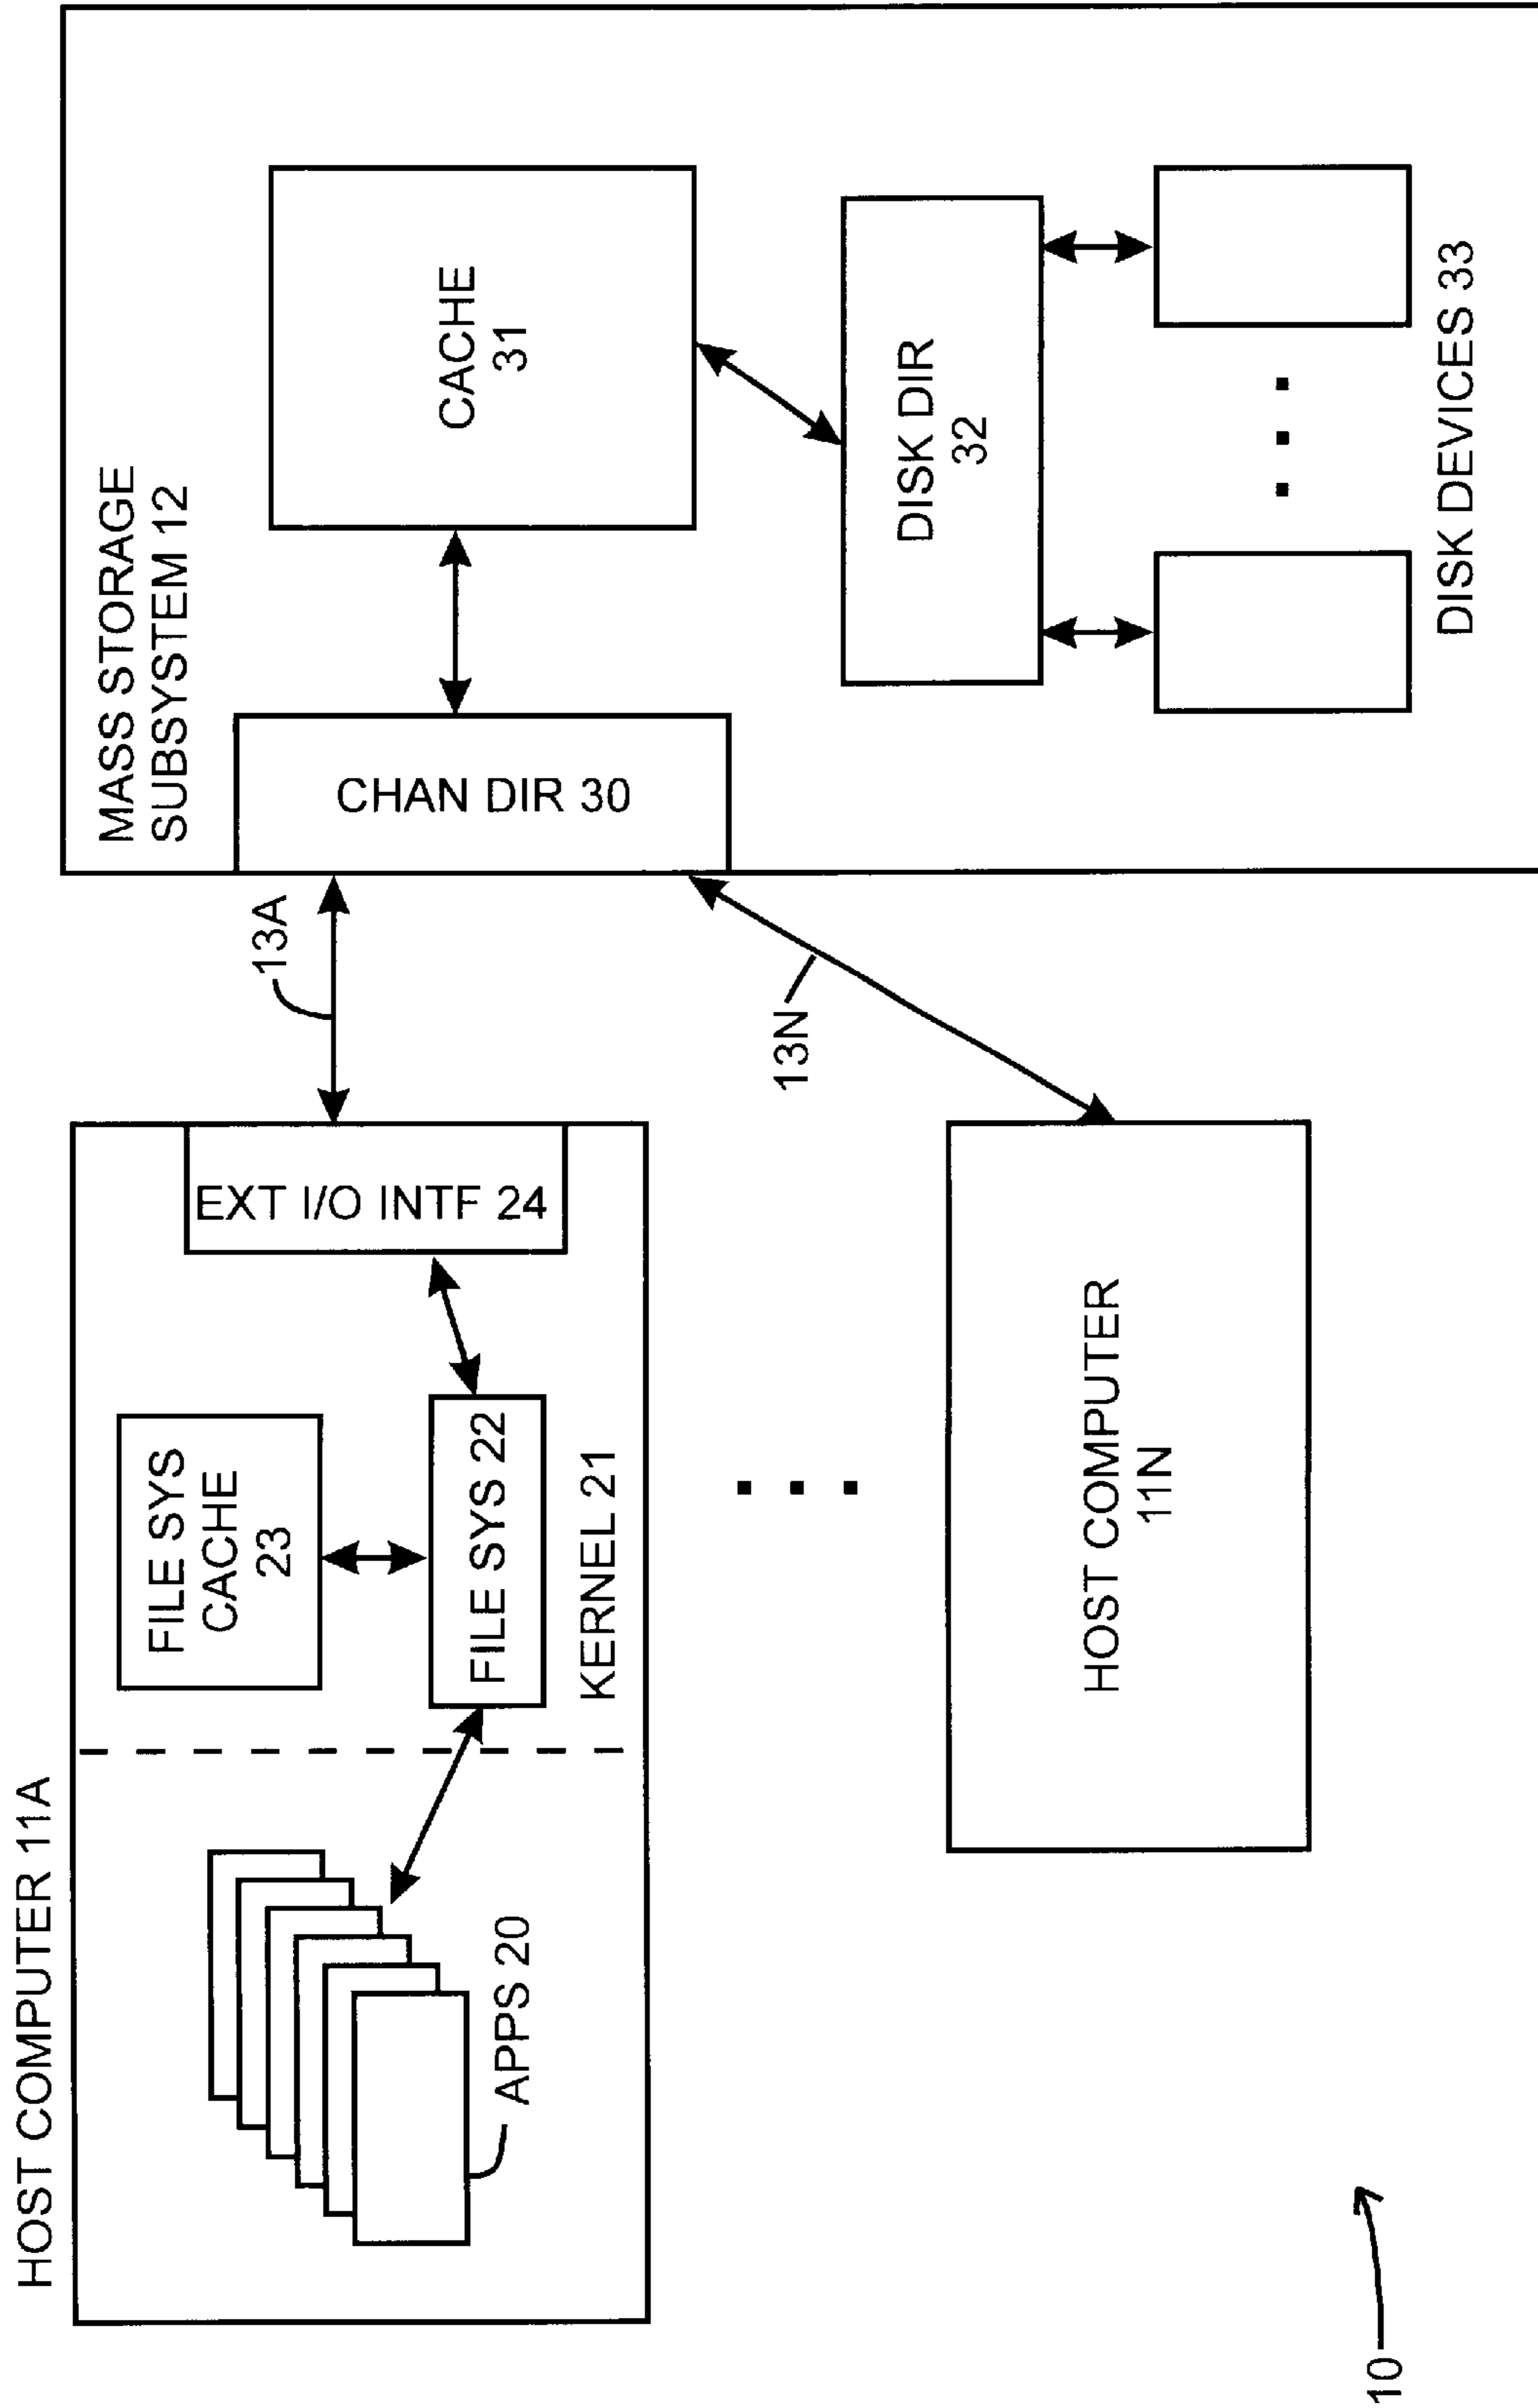 HOST COMPUTER 11A
APPS 20
FILE SYS
CACHE
23
FILE SYS 22
KERNEL 21
EXT I/O INTF 24
13A
13N
HOST COMPUTER
11N
MASS STORAGE
SUBSYSTEM 12
CHAN DIR 30
CACHE
31
DISK DIR
32
DISK DEVICES 33
10